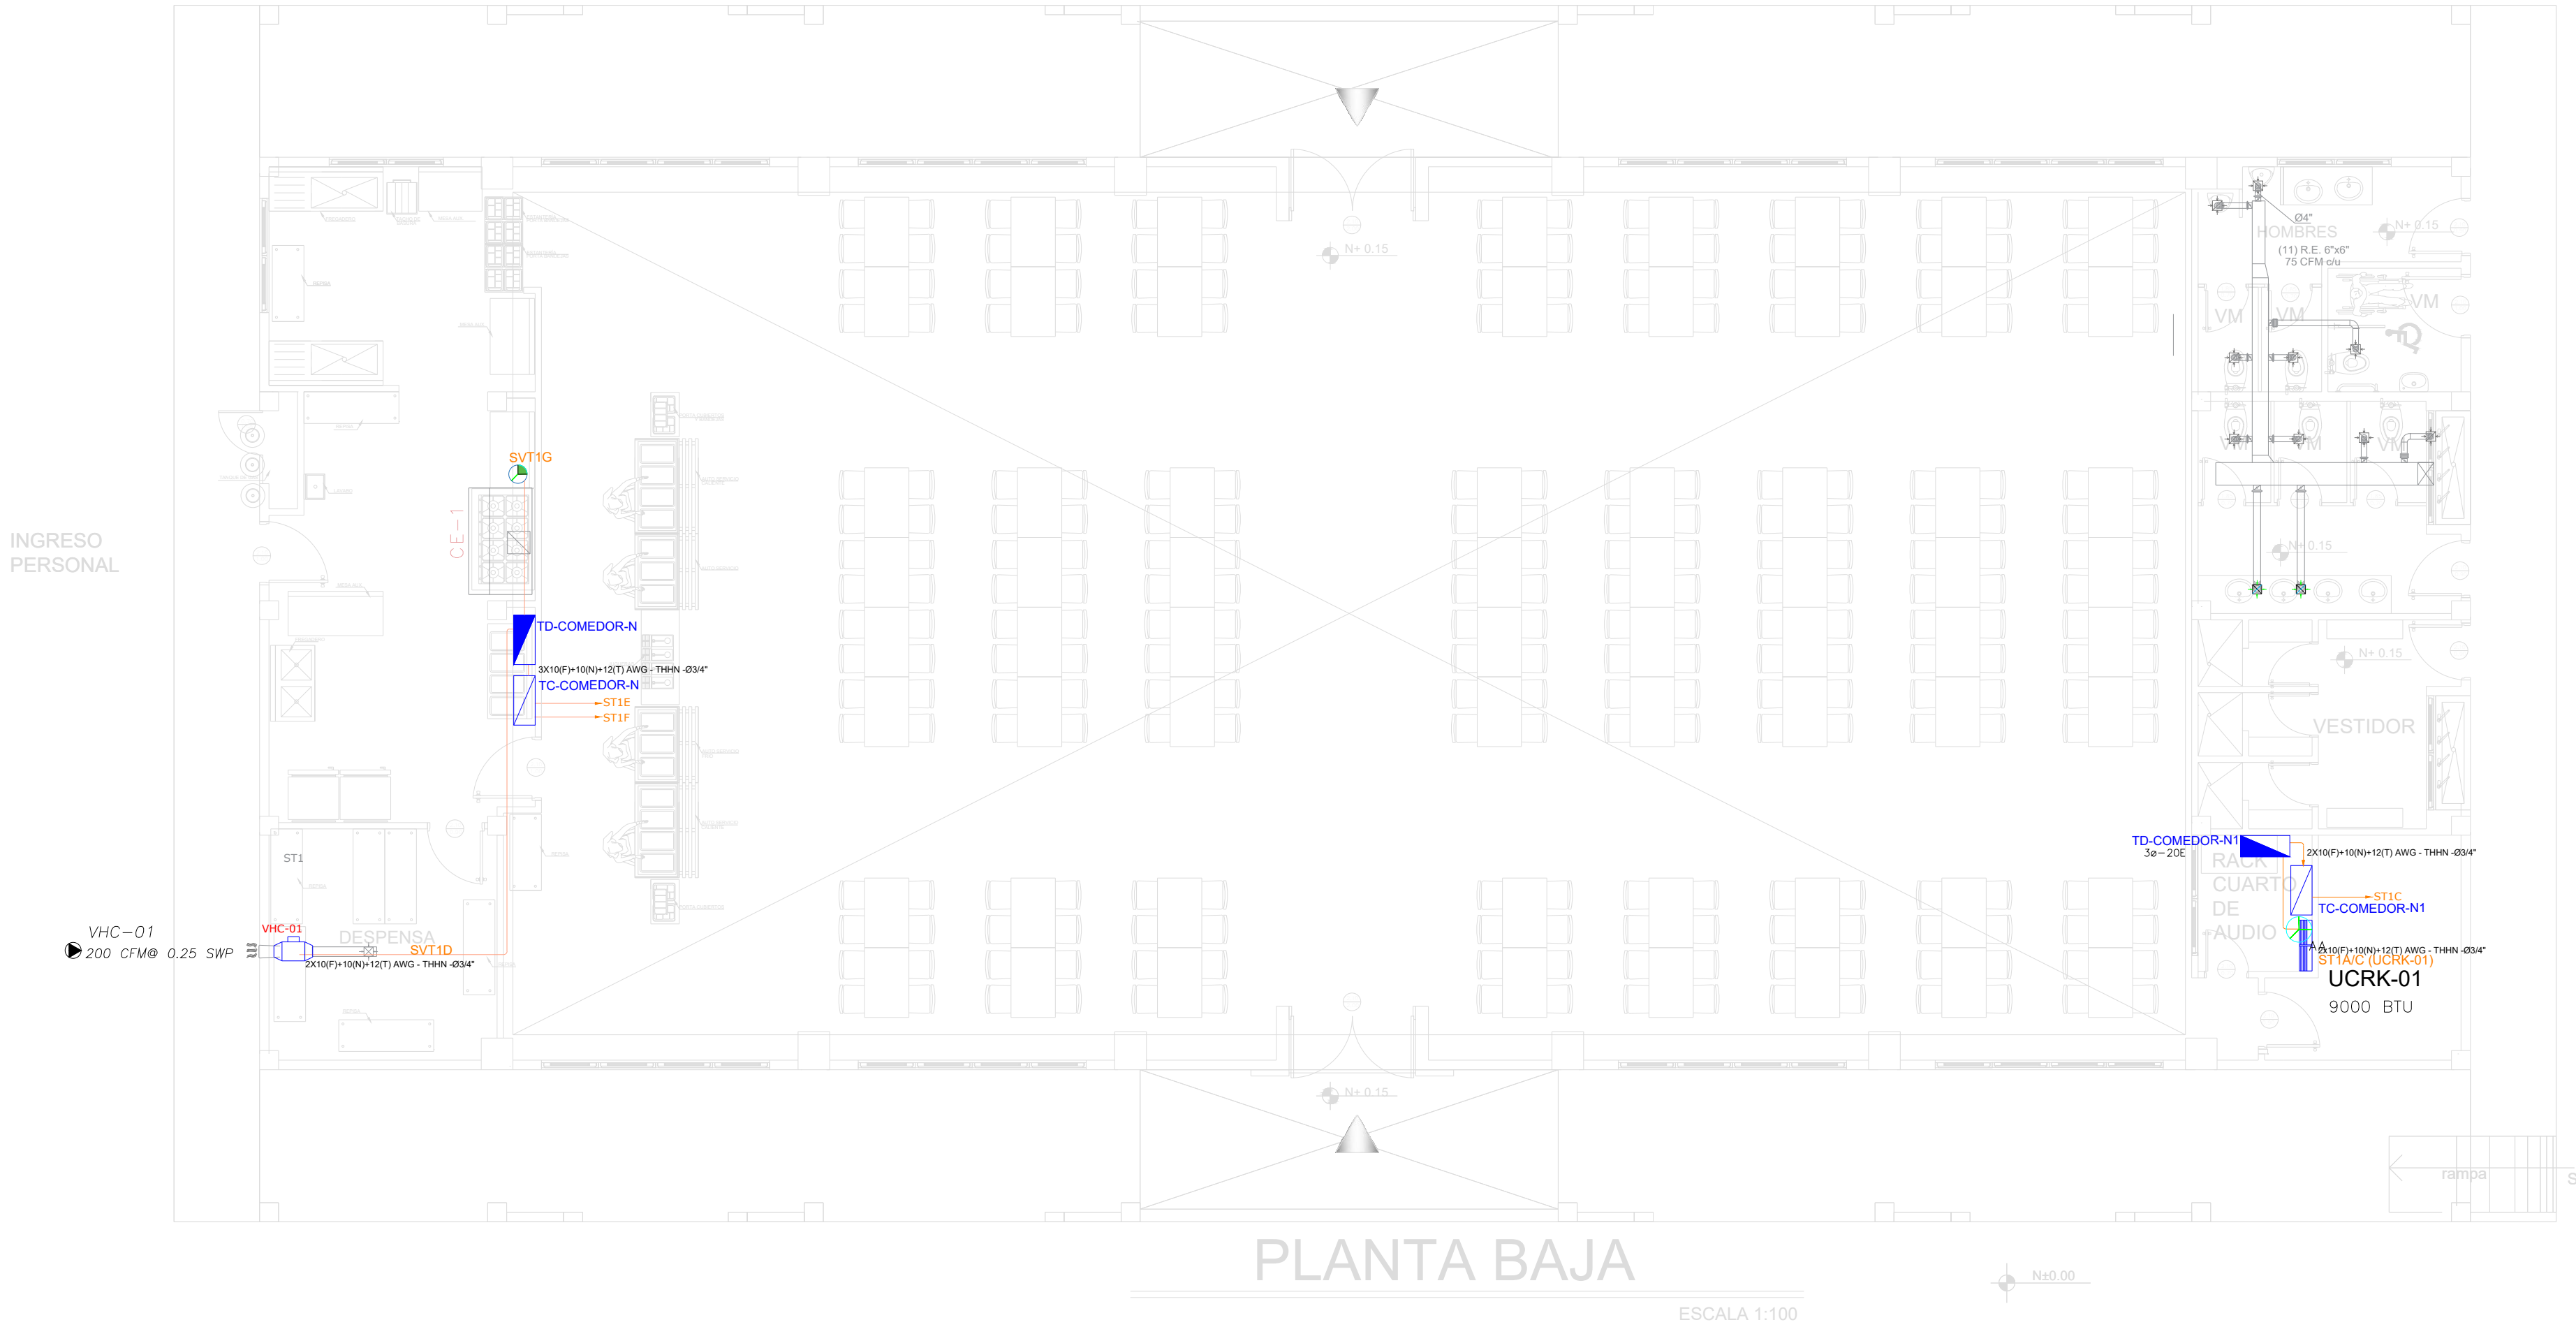 Ø4"
HOMBRES
N+ 0.15
(11) R.E. 6"x6"
75 CFM c/u
N+ 0.15
VM
VM
VM
VM
VM
VM
SVT1G
CE-1
INGRESO
PERSONAL
N+ 0.15
TD-COMEDOR-N
3X10(F)+10(N)+12(T) AWG - THHN -Ø3/4"
TC-COMEDOR-N
ST1E
ST1F
N+ 0.15
VESTIDOR
TD-COMEDOR-N1
3ø-20E
2X10(F)+10(N)+12(T) AWG - THHN -Ø3/4"
RACK
CUARTO
DE
AUDIO
ST1C
TC-COMEDOR-N1
AA
2x10(F)+10(N)+12(T) AWG - THHN -Ø3/4"
ST1A/C (UCRK-01)
UCRK-01
9000 BTU
ST1
VHC-01
200 CFM@ 0.25 SWP
VHC-01
DESPENSA
SVT1D
2X10(F)+10(N)+12(T) AWG - THHN -Ø3/4"
N+ 0.15
rampa
S
PLANTA BAJA
ESCALA 1:100
N±0.00